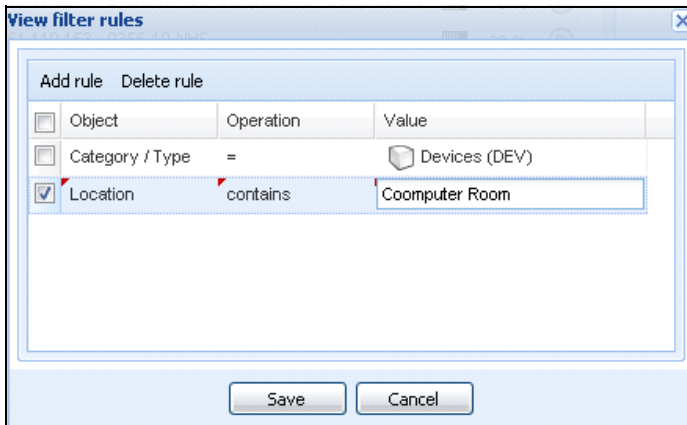 View filter rules
Add rule Delete rule
Object Operation Value
Category / Type = Devices (DEV)
Location contains Coomputer Room
Save Cancel